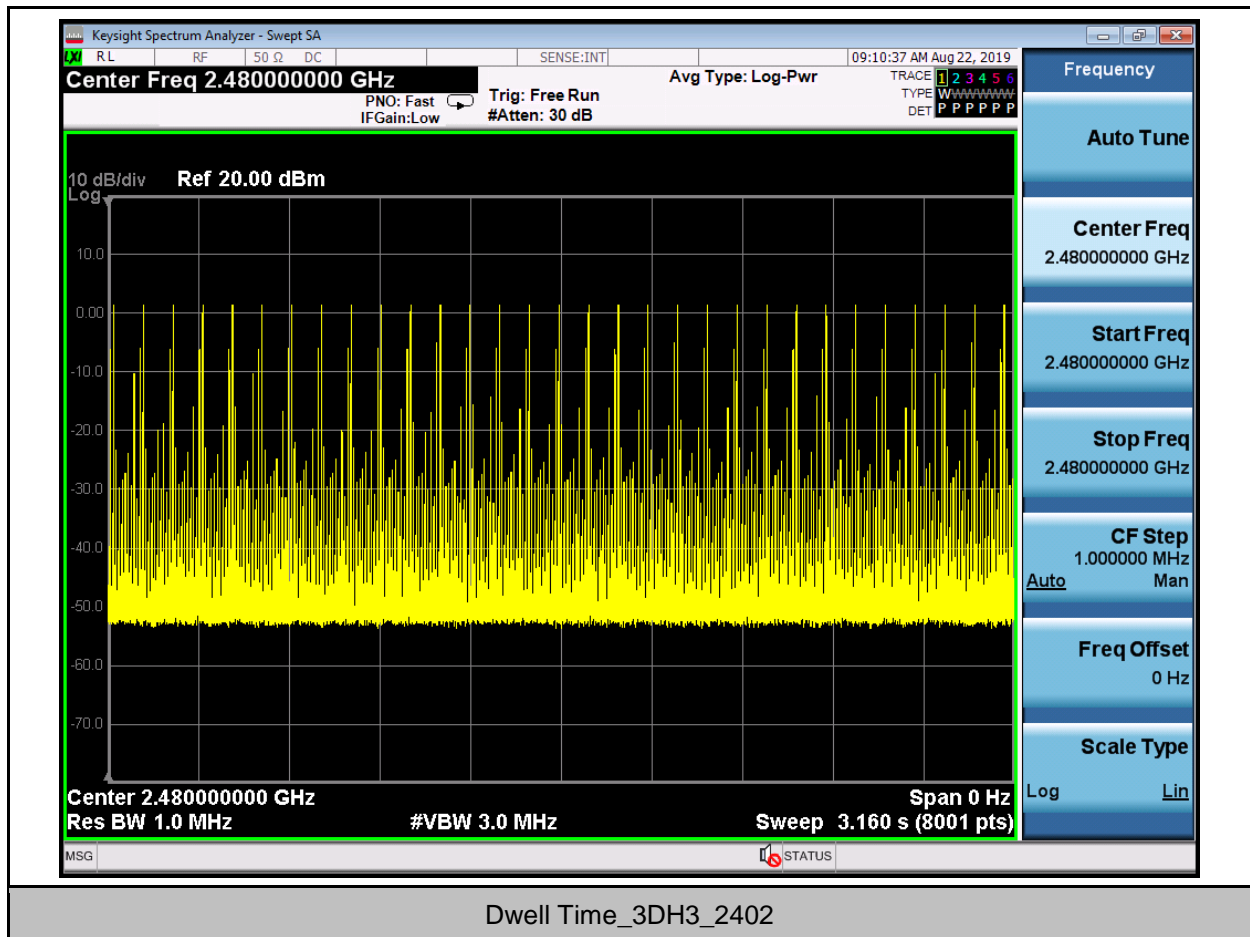 Keysight Spectrum Analyzer - Swept SA
LXI RL RF 50 Ω DC SENSE:INT 09:10:37 AM Aug 22, 2019
Center Freq 2.480000000 GHz
PNO: Fast
IFGain:Low
Trig: Free Run
#Atten: 30 dB
Avg Type: Log-Pwr
TRACE 1 2 3 4 5 6
TYPE WWWWWWWW
DET P P P P P P
10 dB/div Ref 20.00 dBm
Log
10.0
0.00
-10.0
-20.0
-30.0
-40.0
-50.0
-60.0
-70.0
Center 2.480000000 GHz Span 0 Hz
Res BW 1.0 MHz #VBW 3.0 MHz Sweep 3.160 s (8001 pts)
MSG STATUS
Frequency
Auto Tune
Center Freq
2.480000000 GHz
Start Freq
2.480000000 GHz
Stop Freq
2.480000000 GHz
CF Step
1.000000 MHz
Auto Man
Freq Offset
0 Hz
Scale Type
Log Lin
Dwell Time_3DH3_2402